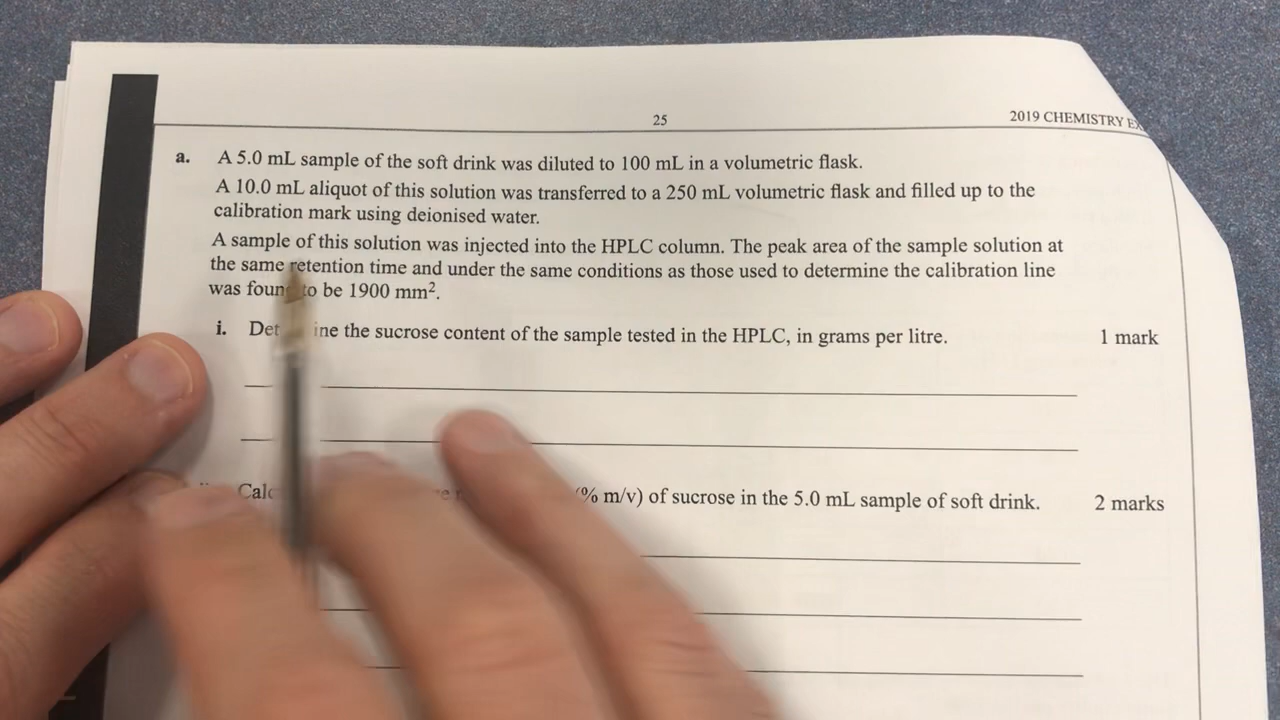 25
2019 CHEMISTRY
a. A 5.0 mL sample of the soft drink was diluted to 100 mL in a volumetric flask.
A 10.0 mL aliquot of this solution was transferred to a 250 mL volumetric flask and filled up to the
calibration mark using deionised water.
A sample of this solution was injected into the HPLC column. The peak area of the sample solution at
the same retention time and under the same conditions as those used to determine the calibration line
was to be 1900 mm².
i. the sucrose content of the sample tested in the HPLC, in grams per litre. 1 mark
(% m/v) of sucrose in the 5.0 mL sample of soft drink. 2 marks